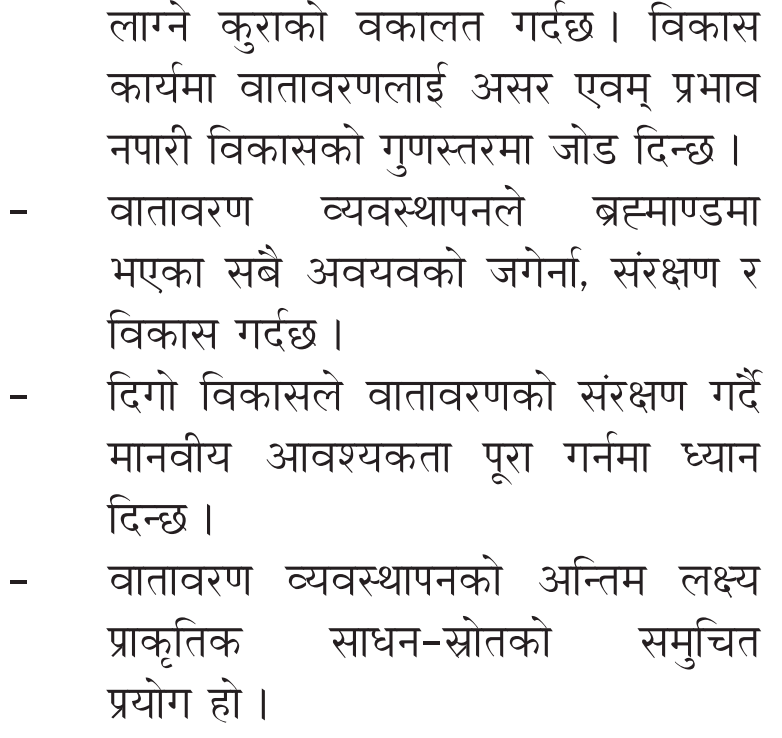 लाग्ने कुराको वकालत गर्दछ । विकास
कार्यमा वातावरणलाई असर एवम् प्रभाव
नपारी विकासको गुणस्तरमा जोड दिन्छ ।
– वातावरण व्यवस्थापनले ब्रह्माण्डमा
भएका सबै अवयवको जगेर्ना, संरक्षण र
विकास गर्दछ ।
– दिगो विकासले वातावरणको संरक्षण गर्दै
मानवीय आवश्यकता पूरा गर्नमा ध्यान
दिन्छ ।
– वातावरण व्यवस्थापनको अन्तिम लक्ष्य
प्राकृतिक साधन–स्रोतको समुचित
प्रयोग हो ।